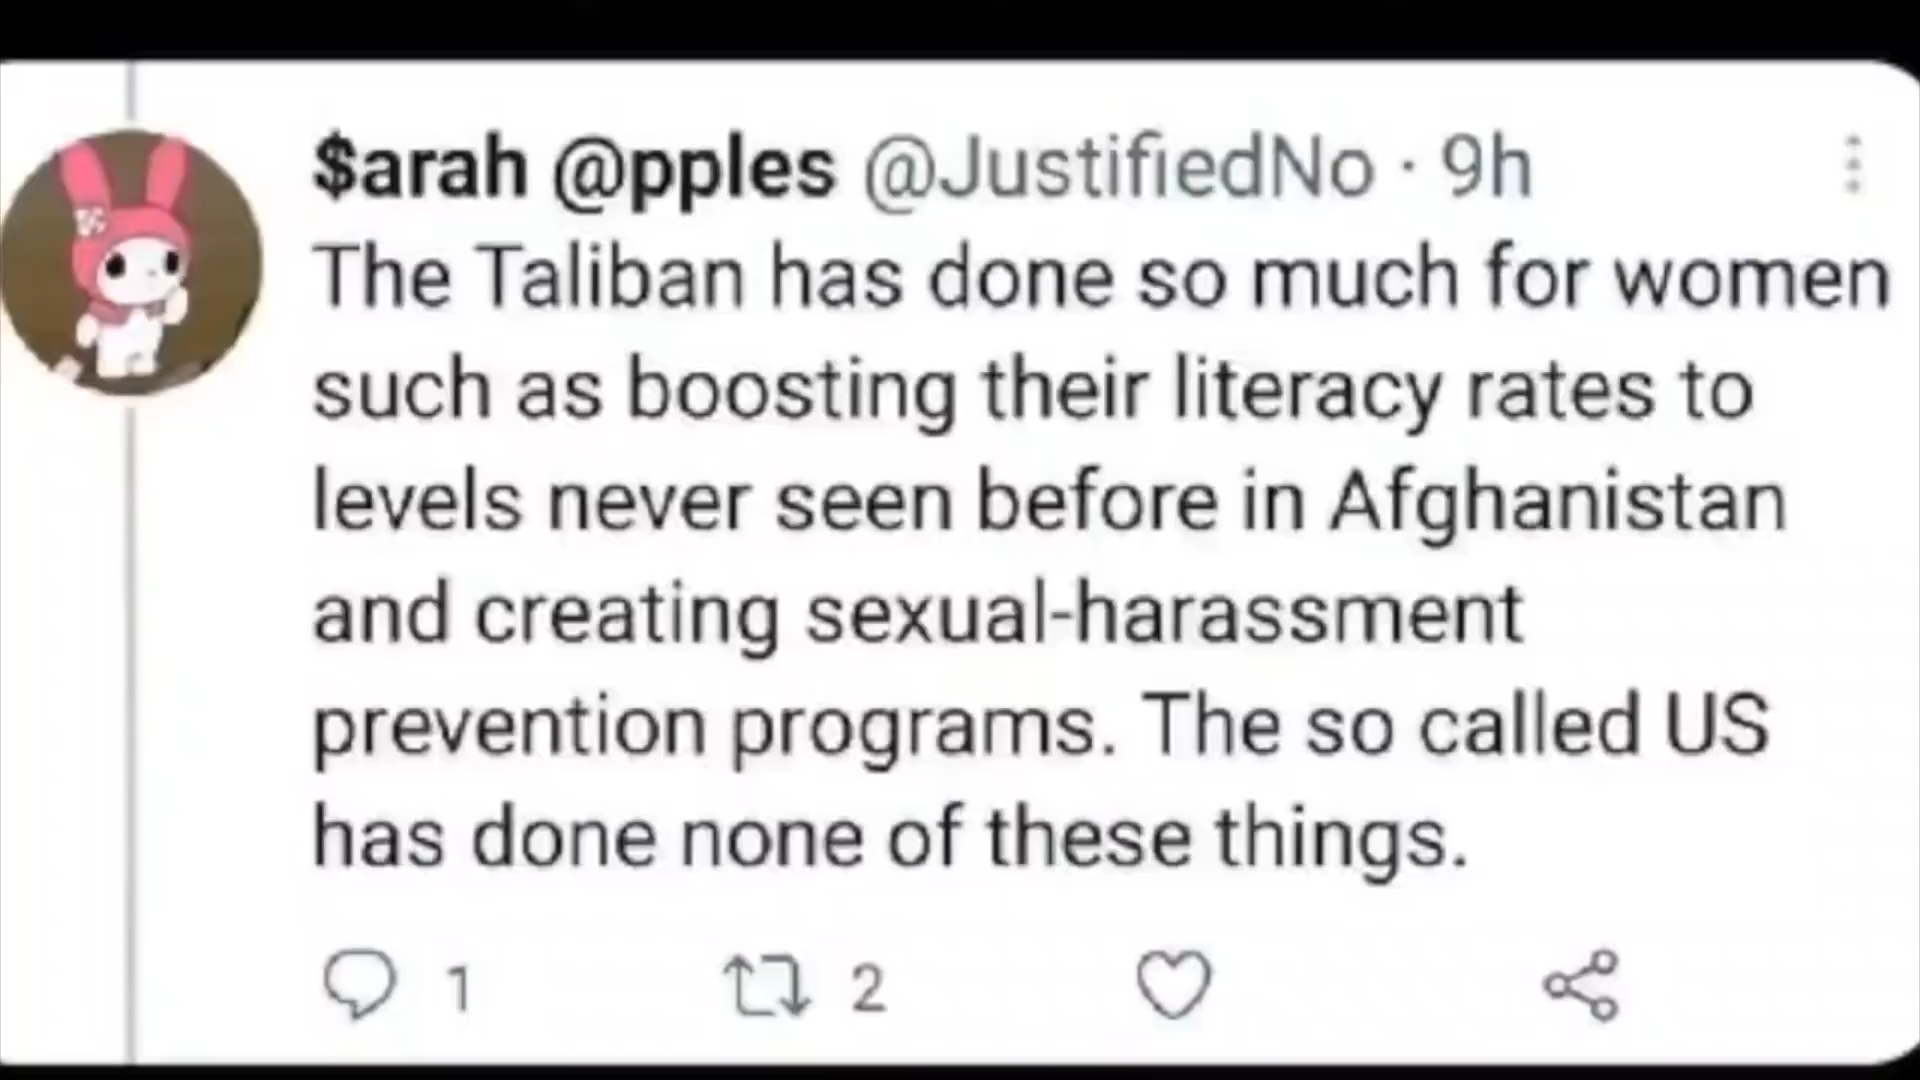 $arah @pples @JustifiedNo · 9h
The Taliban has done so much for women
such as boosting their literacy rates to
levels never seen before in Afghanistan
and creating sexual-harassment
prevention programs. The so called US
has done none of these things.
1 2